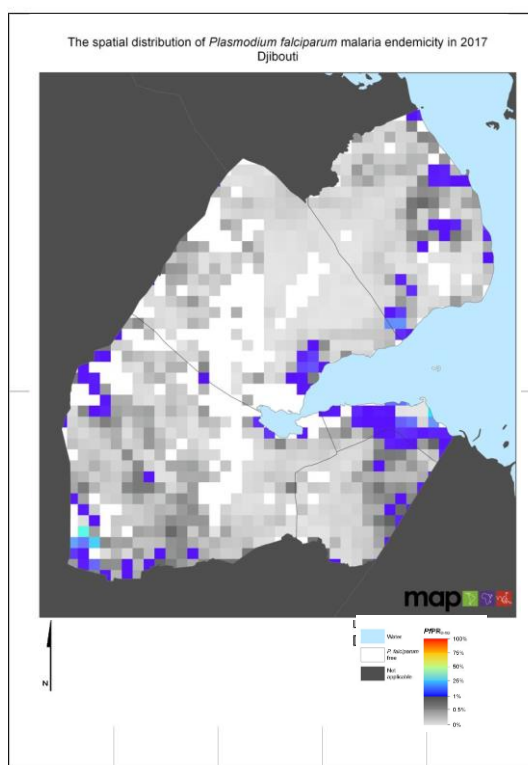 The spatial distribution of Plasmodium falciparum malaria endemicity in 2017
Djibouti
map
N
Water
P. falciparum
free
Not
applicable
100%
75%
50%
25%
1%
0.5%
0%